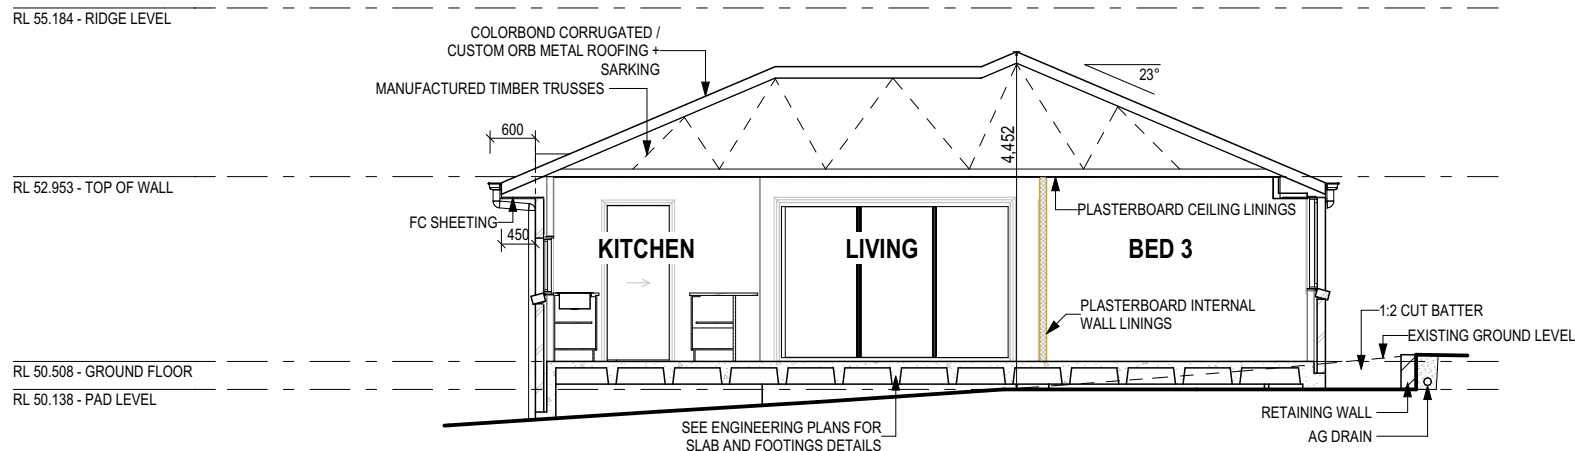 RL 55.184 - RIDGE LEVEL
COLORBOND CORRUGATED /
CUSTOM ORB METAL ROOFING +
SARKING
MANUFACTURED TIMBER TRUSSES
23°
600
4,452
RL 52.953 - TOP OF WALL
FC SHEETING
450
PLASTERBOARD CEILING LININGS
KITCHEN
LIVING
BED 3
PLASTERBOARD INTERNAL
WALL LININGS
1:2 CUT BATTER
EXISTING GROUND LEVEL
RL 50.508 - GROUND FLOOR
RL 50.138 - PAD LEVEL
SEE ENGINEERING PLANS FOR
SLAB AND FOOTINGS DETAILS
RETAINING WALL
AG DRAIN